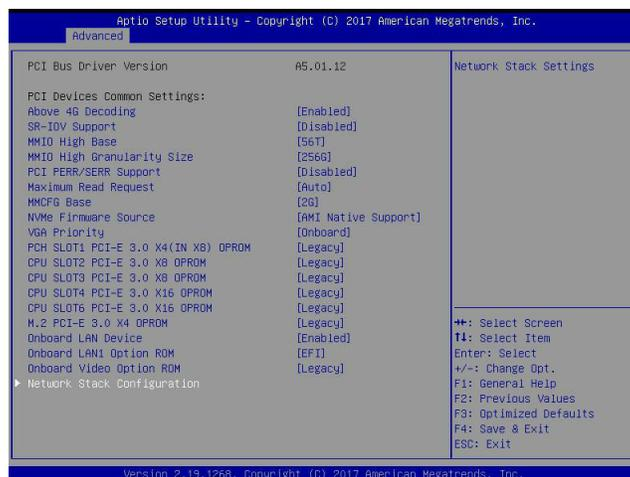 Aptio Setup Utility – Copyright (C) 2017 American Megatrends, Inc.
Advanced
PCI Bus Driver Version A5.01.12
PCI Devices Common Settings:
Above 4G Decoding [Enabled]
SR-IOV Support [Disabled]
MMIO High Base [56T]
MMIO High Granularity Size [256G]
PCI PERR/SERR Support [Disabled]
Maximum Read Request [Auto]
MMCFG Base [2G]
NVMe Firmware Source [AMI Native Support]
VGA Priority [Onboard]
PCH SLOT1 PCI-E 3.0 X4(IN X8) OPROM [Legacy]
CPU SLOT2 PCI-E 3.0 X8 OPROM [Legacy]
CPU SLOT3 PCI-E 3.0 X8 OPROM [Legacy]
CPU SLOT4 PCI-E 3.0 X16 OPROM [Legacy]
CPU SLOT6 PCI-E 3.0 X16 OPROM [Legacy]
M.2 PCI-E 3.0 X4 OPROM [Legacy]
Onboard LAN Device [Enabled]
Onboard LAN1 Option ROM [EFI]
Onboard Video Option ROM [Legacy]
Network Stack Configuration
Network Stack Settings
→←: Select Screen
↑↓: Select Item
Enter: Select
+/-: Change Opt.
F1: General Help
F2: Previous Values
F3: Optimized Defaults
F4: Save & Exit
ESC: Exit
Version 2.19.1268. Copyright (C) 2017 American Megatrends, Inc.